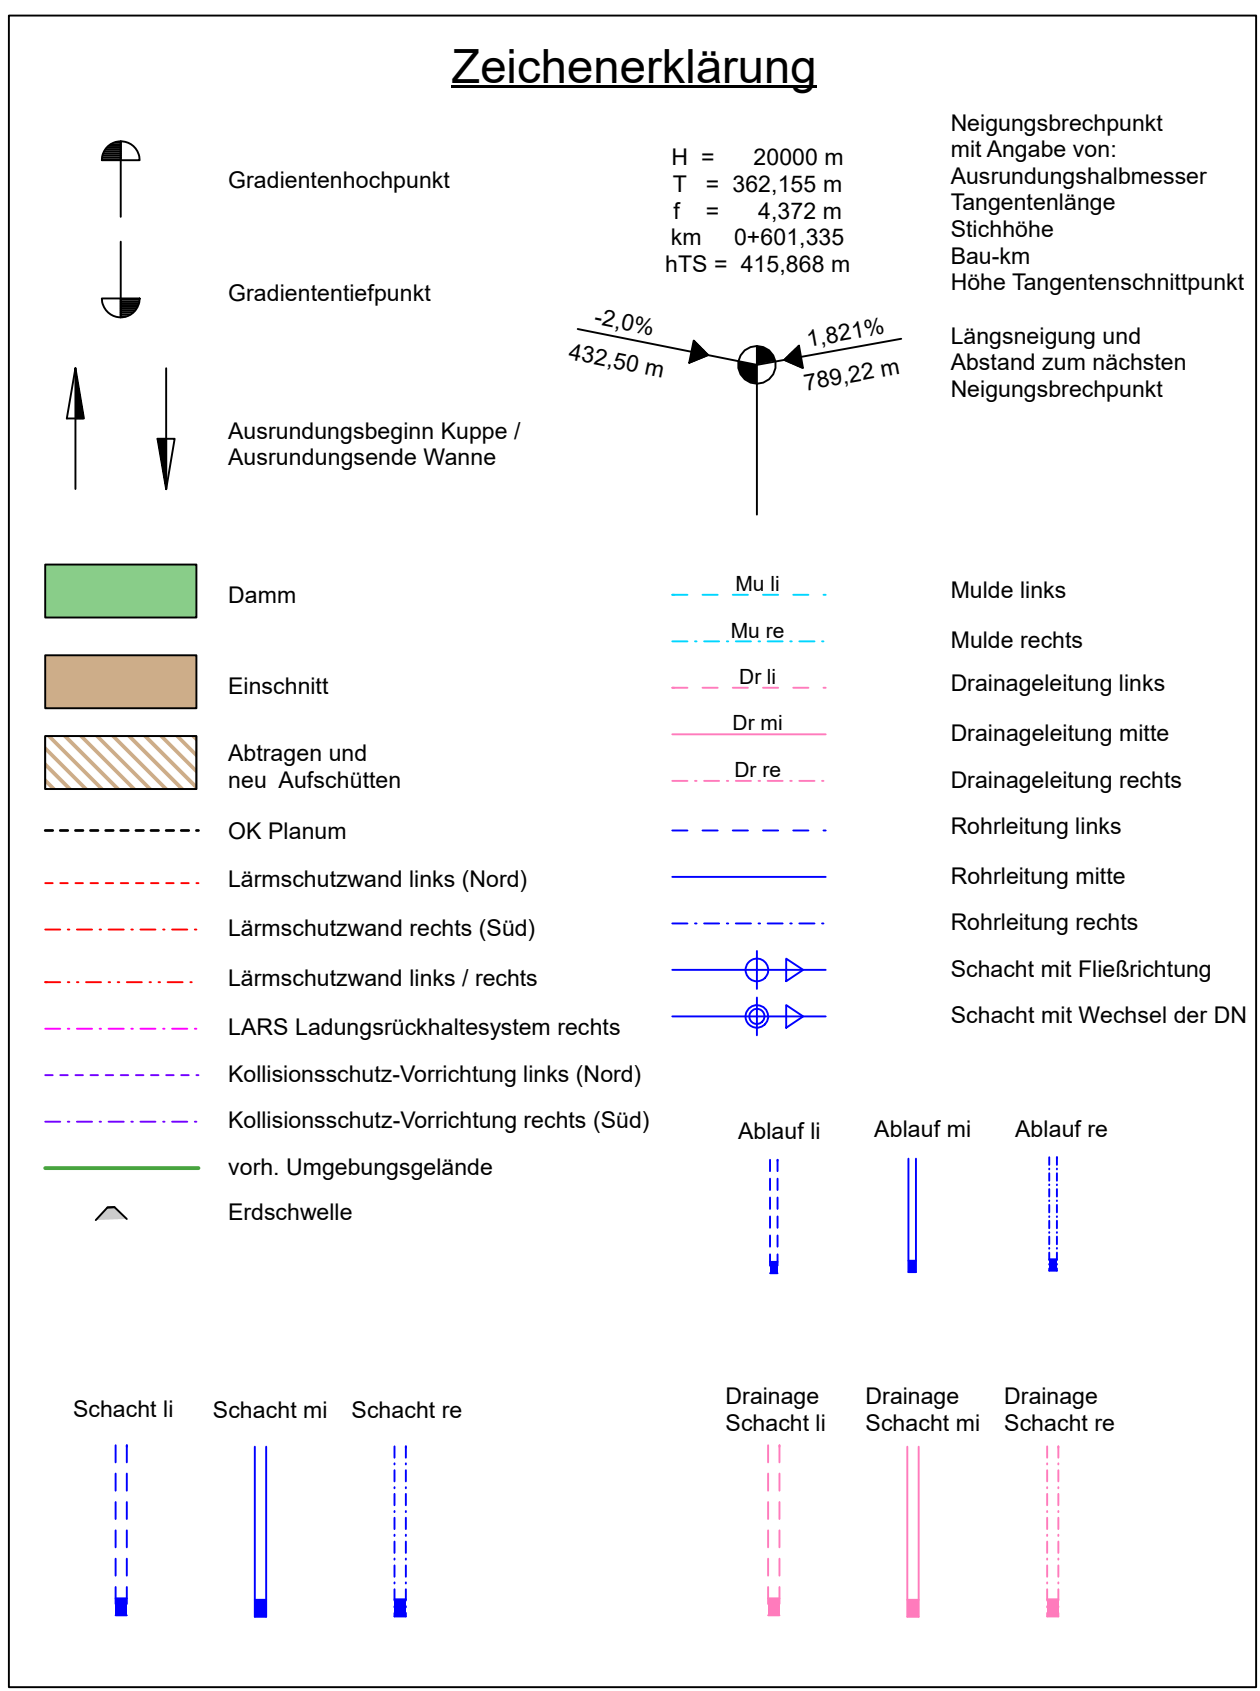 Zeichenerklärung
Gradientenhochpunkt
Gradiententiefpunkt
Ausrundungsbeginn Kuppe /
Ausrundungsende Wanne
H = 20000 m
T = 362,155 m
f = 4,372 m
km 0+601,335
hTS = 415,868 m
Neigungsbrechpunkt
mit Angabe von:
Ausrundungshalbmesser
Tangentenlänge
Stichhöhe
Bau-km
Höhe Tangentenschnittpunkt
-2,0%
432,50 m
1,821%
789,22 m
Längsneigung und
Abstand zum nächsten
Neigungsbrechpunkt
Damm
Einschnitt
Abtragen und
neu Aufschütten
OK Planum
Lärmschutzwand links (Nord)
Lärmschutzwand rechts (Süd)
Lärmschutzwand links / rechts
LARS Ladungsrückhaltesystem rechts
Kollisionsschutz-Vorrichtung links (Nord)
Kollisionsschutz-Vorrichtung rechts (Süd)
vorh. Umgebungsgelände
Erdschwelle
Mu li
Mulde links
Mu re
Mulde rechts
Dr li
Drainageleitung links
Dr mi
Drainageleitung mitte
Dr re
Drainageleitung rechts
Rohrleitung links
Rohrleitung mitte
Rohrleitung rechts
Schacht mit Fließrichtung
Schacht mit Wechsel der DN
Ablauf li
Ablauf mi
Ablauf re
Schacht li
Schacht mi
Schacht re
Drainage
Schacht li
Drainage
Schacht mi
Drainage
Schacht re